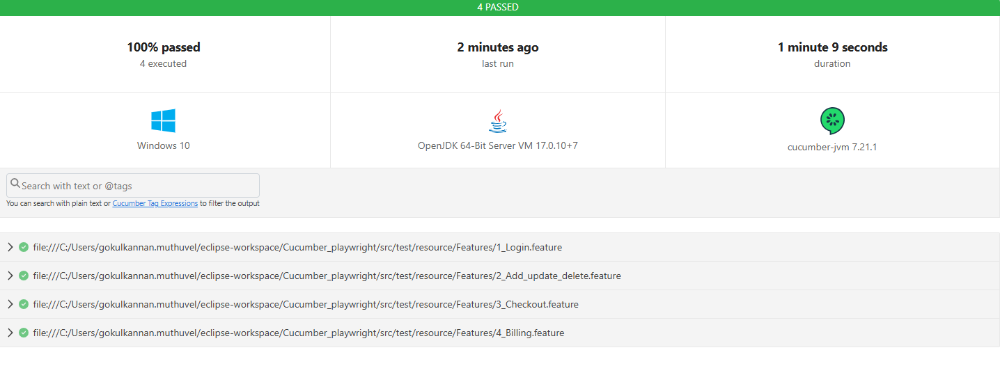 4 PASSED
100% passed
4 executed
2 minutes ago
last run
1 minute 9 seconds
duration
Windows 10
OpenJDK 64-Bit Server VM 17.0.10+7
cucumber-jvm 7.21.1
Search with text or @tags
You can search with plain text or Cucumber Tag Expressions to filter the output
file:///C:/Users/gokulkannan.muthuvel/eclipse-workspace/Cucumber_playwright/src/test/resource/Features/1_Login.feature
file:///C:/Users/gokulkannan.muthuvel/eclipse-workspace/Cucumber_playwright/src/test/resource/Features/2_Add_update_delete.feature
file:///C:/Users/gokulkannan.muthuvel/eclipse-workspace/Cucumber_playwright/src/test/resource/Features/3_Checkout.feature
file:///C:/Users/gokulkannan.muthuvel/eclipse-workspace/Cucumber_playwright/src/test/resource/Features/4_Billing.feature